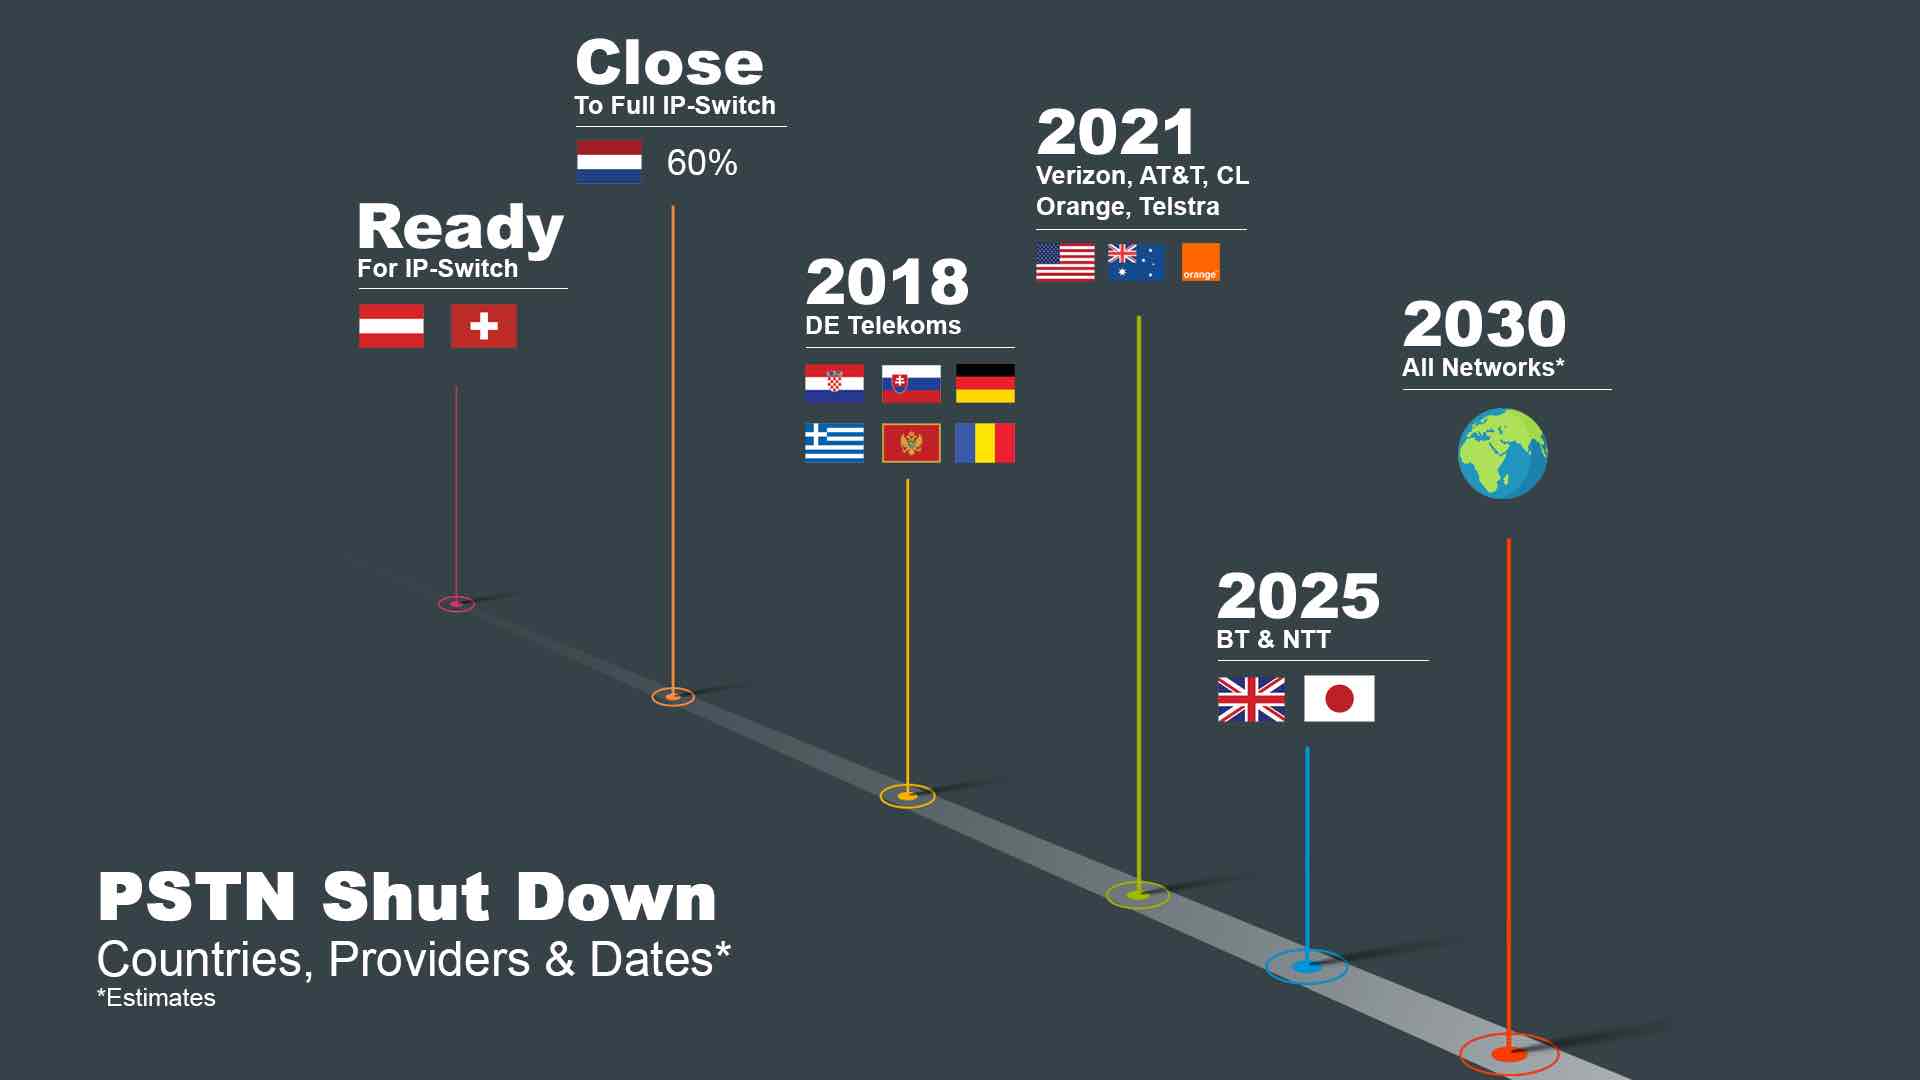 Close
To Full IP-Switch
60%
Ready
For IP-Switch
2018
DE Telekoms
2021
Verizon, AT&T, CL
Orange, Telstra
orange
2030
All Networks*
2025
BT & NTT
PSTN Shut Down
Countries, Providers & Dates*
*Estimates